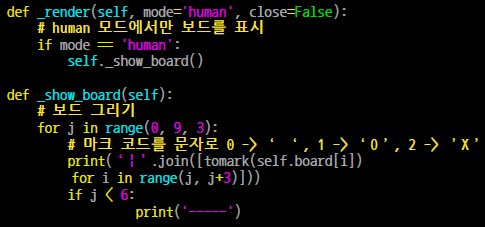 def _render(self, mode='human', close=False):
    # human 모드에서만 보드를 표시
    if mode == 'human':
        self._show_board()

def _show_board(self):
    # 보드 그리기
    for j in range(0, 9, 3):
        # 마크 코드를 문자로 0 -> ‘  ‘, 1 -> ‘O’, 2 -> ’X’
        print(‘|’.join([tomark(self.board[i])
        for i in range(j, j+3)]))
        if j < 6:
                print('-----')